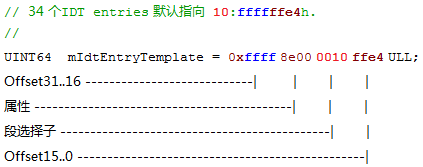 // 34 个IDT entries 默认指向 10:ffffffe4h.
//
UINT64 mIdtEntryTemplate = 0xffff 8e00 0010 ffe4 ULL;
Offset31..16 ----------------------------| | | |
属性 ----------------------------------------| | |
段选择子 ---------------------------------------| |
Offset15..0 ----------------------------------------------|